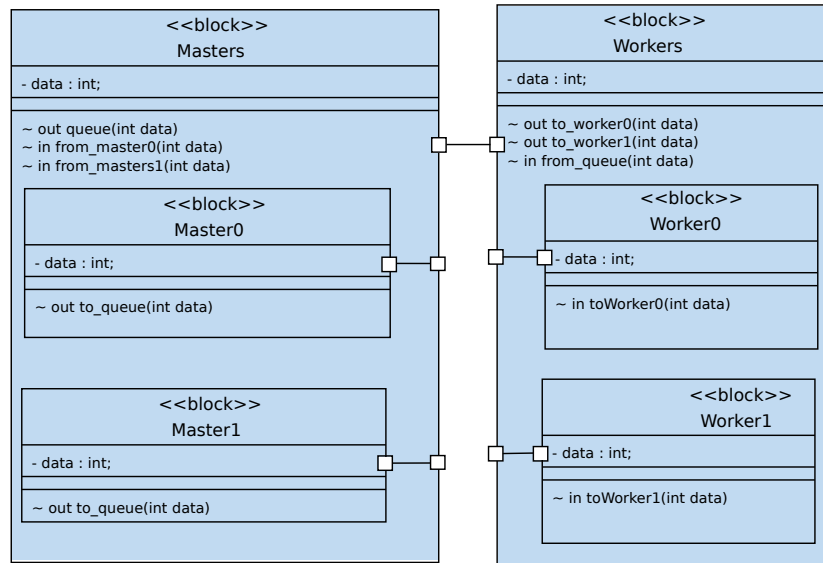 <<block>>
Masters
- data : int;
~ out queue(int data)
~ in from_master0(int data)
~ in from_masters1(int data)
<<block>>
Master0
- data : int;
~ out to_queue(int data)
<<block>>
Master1
- data : int;
~ out to_queue(int data)
<<block>>
Workers
- data : int;
~ out to_worker0(int data)
~ out to_worker1(int data)
~ in from_queue(int data)
<<block>>
Worker0
- data : int;
~ in toWorker0(int data)
<<block>>
Worker1
- data : int;
~ in toWorker1(int data)